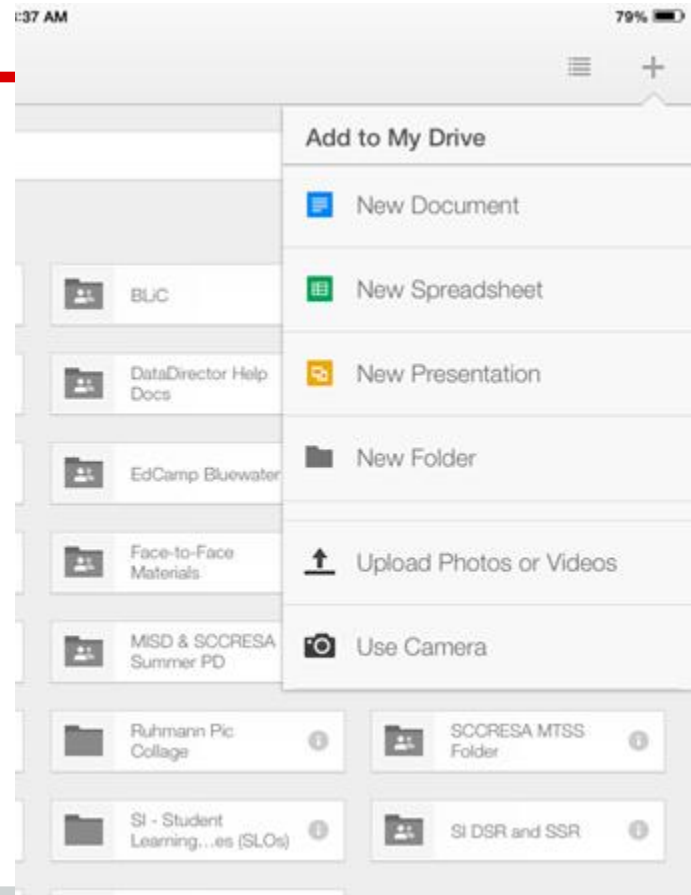 :37 AM
79%
Add to My Drive
New Document
New Spreadsheet
New Presentation
New Folder
Upload Photos or Videos
Use Camera
BLiC
DataDirector Help
Docs
EdCamp Bluewater
Face-to-Face
Materials
MISD & SCCRESA
Summer PD
Ruhmann Pic
Collage
SCCRESA MTSS
Folder
SI - Student
Learning...es (SLOs)
SI DSR and SSR